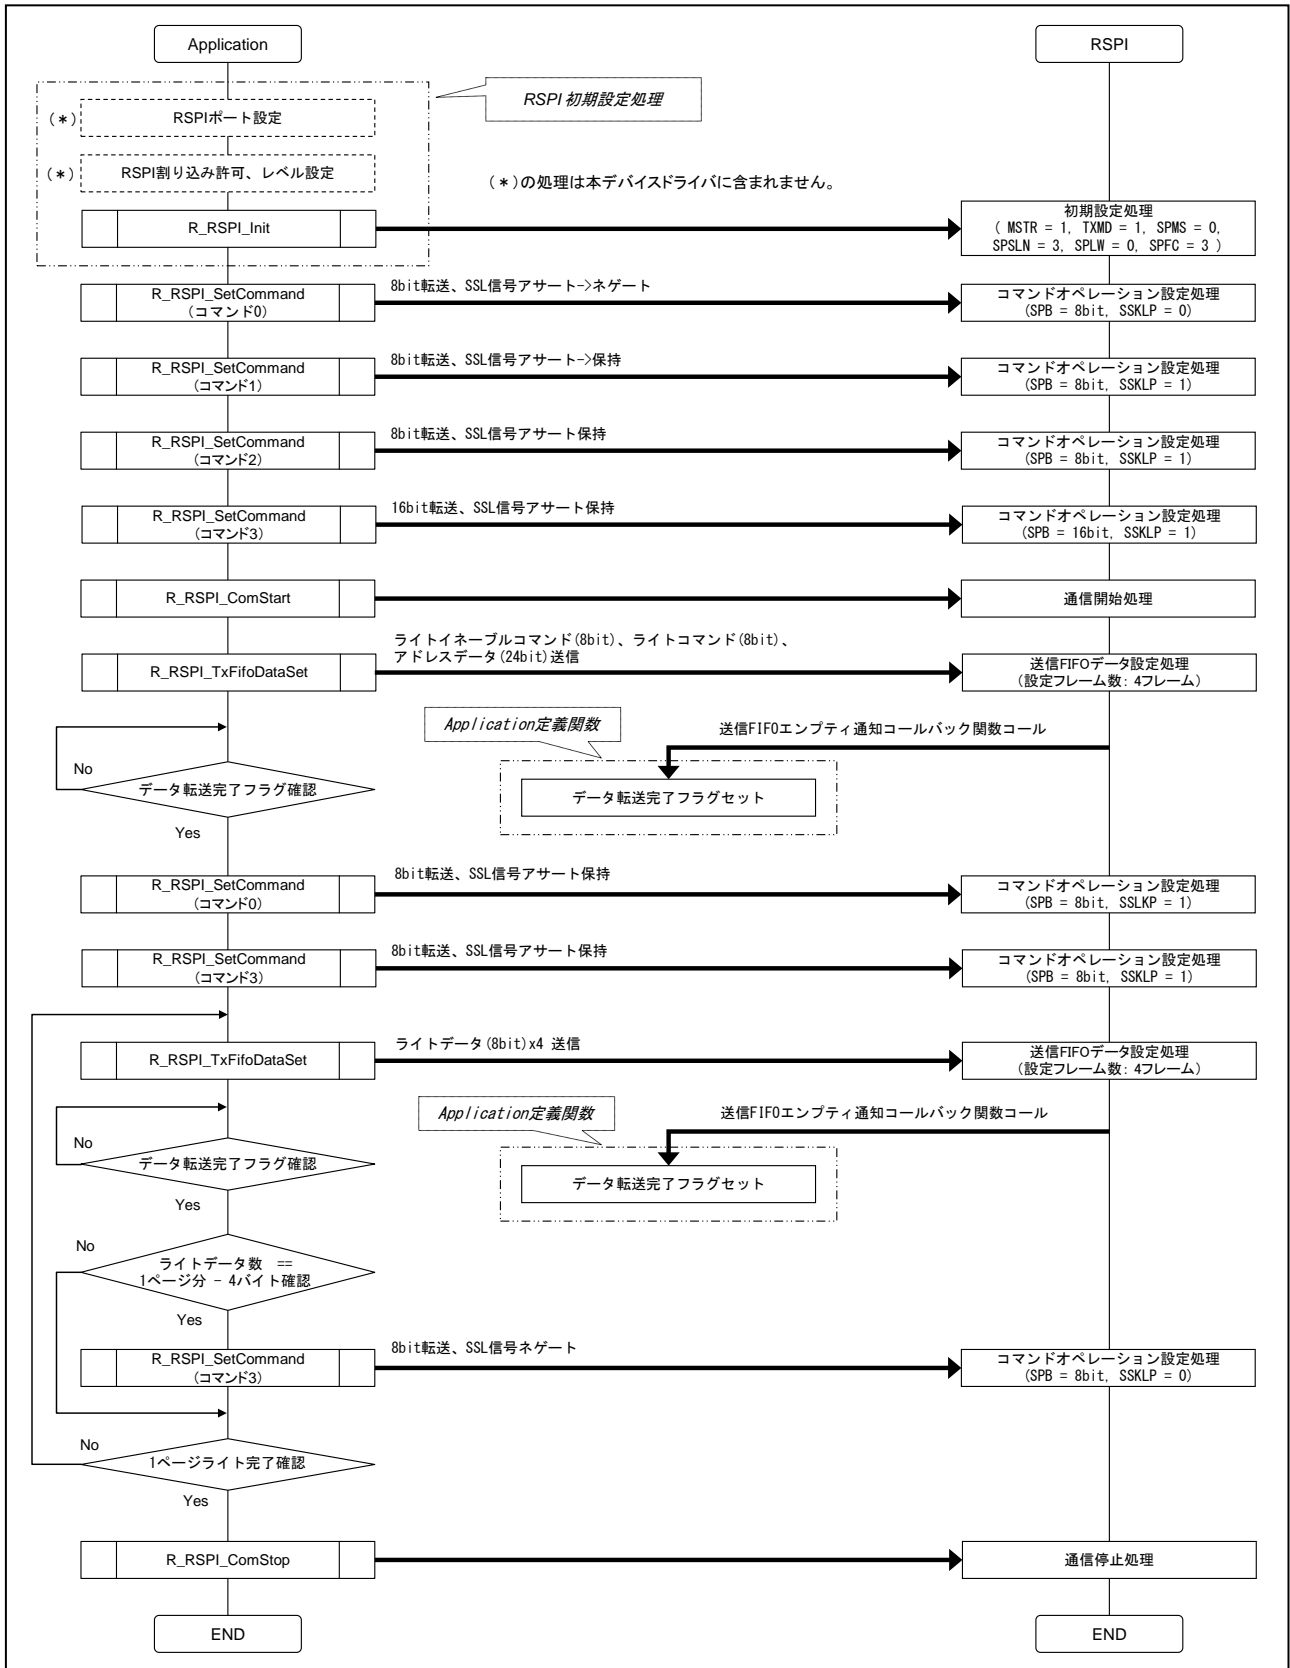 Application
RSPI
RSPI 初期設定処理
(*)
RSPIポート設定
(*)
RSPI割り込み許可、レベル設定
(*)の処理は本デバイスドライバに含まれません。
R_RSPI_Init
初期設定処理
( MSTR = 1, TXMD = 1, SPMS = 0,
SPSLN = 3, SPLW = 0, SPFC = 3 )
R_RSPI_SetCommand
(コマンド0)
8bit転送、SSL信号アサート->ネゲート
コマンドオペレーション設定処理
(SPB = 8bit, SSKLP = 0)
R_RSPI_SetCommand
(コマンド1)
8bit転送、SSL信号アサート->保持
コマンドオペレーション設定処理
(SPB = 8bit, SSKLP = 1)
R_RSPI_SetCommand
(コマンド2)
8bit転送、SSL信号アサート保持
コマンドオペレーション設定処理
(SPB = 8bit, SSKLP = 1)
R_RSPI_SetCommand
(コマンド3)
16bit転送、SSL信号アサート保持
コマンドオペレーション設定処理
(SPB = 16bit, SSKLP = 1)
R_RSPI_ComStart
通信開始処理
ライトイネーブルコマンド(8bit)、ライトコマンド(8bit)、
アドレスデータ(24bit)送信
R_RSPI_TxFifoDataSet
送信FIFOデータ設定処理
(設定フレーム数: 4フレーム)
Application定義関数
送信FIFOエンプティ通知コールバック関数コール
No
データ転送完了フラグ確認
データ転送完了フラグセット
Yes
R_RSPI_SetCommand
(コマンド0)
8bit転送、SSL信号アサート保持
コマンドオペレーション設定処理
(SPB = 8bit, SSLKP = 1)
R_RSPI_SetCommand
(コマンド3)
8bit転送、SSL信号アサート保持
コマンドオペレーション設定処理
(SPB = 8bit, SSKLP = 1)
R_RSPI_TxFifoDataSet
ライトデータ(8bit)x4 送信
送信FIFOデータ設定処理
(設定フレーム数: 4フレーム)
Application定義関数
送信FIFOエンプティ通知コールバック関数コール
No
データ転送完了フラグ確認
データ転送完了フラグセット
Yes
No
ライトデータ数 ==
1ページ分 - 4バイト確認
Yes
R_RSPI_SetCommand
(コマンド3)
8bit転送、SSL信号ネゲート
コマンドオペレーション設定処理
(SPB = 8bit, SSKLP = 0)
No
1ページライト完了確認
Yes
R_RSPI_ComStop
通信停止処理
END
END